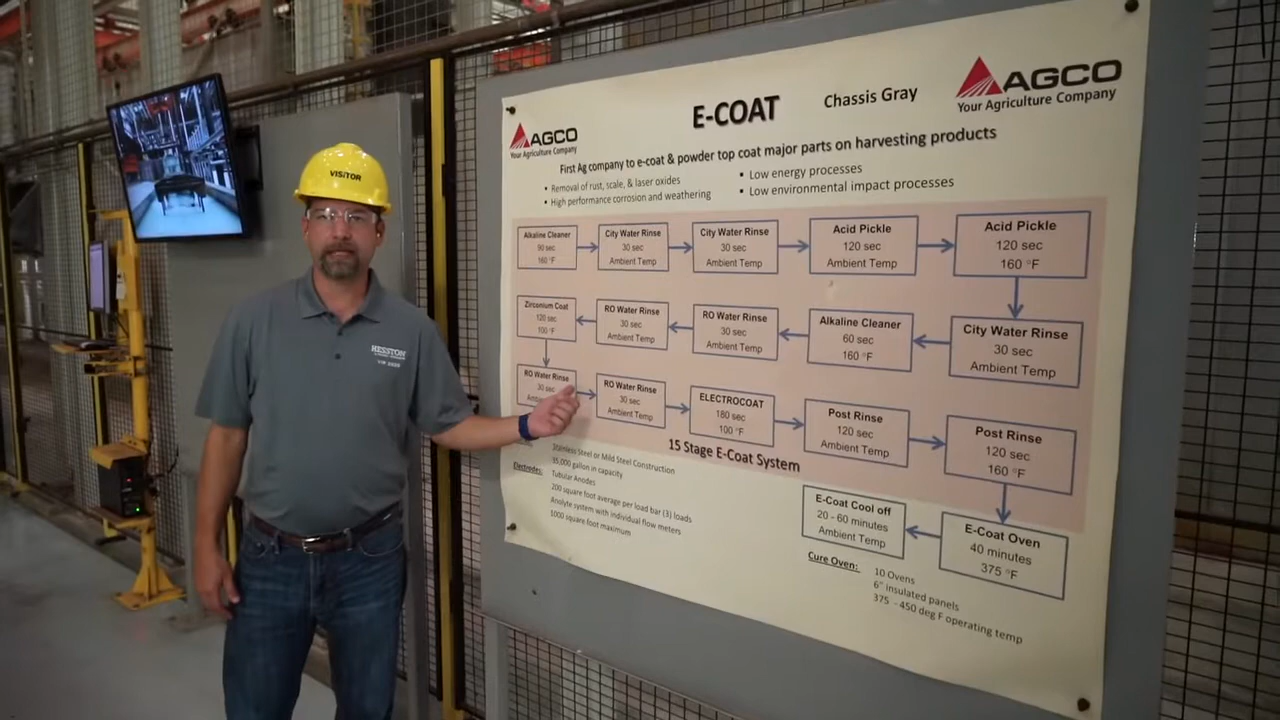 VISITOR
HESSTON
E-COAT
Chassis Gray
AGCO
Your Agriculture Company
AGCO
Your Agriculture Company
First Ag company to e-coat & powder top coat major parts on harvesting products
• Removal of rust, scale, & laser oxides
• High performance corrosion and weathering
• Low energy processes
• Low environmental impact processes
Alkaline Cleaner
90 sec
160 °F
City Water Rinse
30 sec
Ambient Temp
City Water Rinse
30 sec
Ambient Temp
Acid Pickle
120 sec
Ambient Temp
Acid Pickle
120 sec
160 °F
City Water Rinse
30 sec
Ambient Temp
Alkaline Cleaner
60 sec
160 °F
RO Water Rinse
30 sec
Ambient Temp
RO Water Rinse
30 sec
Ambient Temp
Zirconium Coat
120 sec
100 °F
RO Water Rinse
30 sec
RO Water Rinse
30 sec
Ambient Temp
ELECTROCOAT
180 sec
100 °F
Post Rinse
120 sec
Ambient Temp
Post Rinse
120 sec
160 °F
E-Coat Oven
40 minutes
375 °F
E-Coat Cool off
20 - 60 minutes
Ambient Temp
15 Stage E-Coat System
Stainless Steel or Mild Steel Construction
35,000 gallon in capacity
Electrodes: Tubular Anodes
200 square foot average per load bar (3) loads
Anolyte system with individual flow meters
1000 square foot maximum
Cure Oven: 10 Ovens
6" insulated panels
375 - 450 deg F operating temp